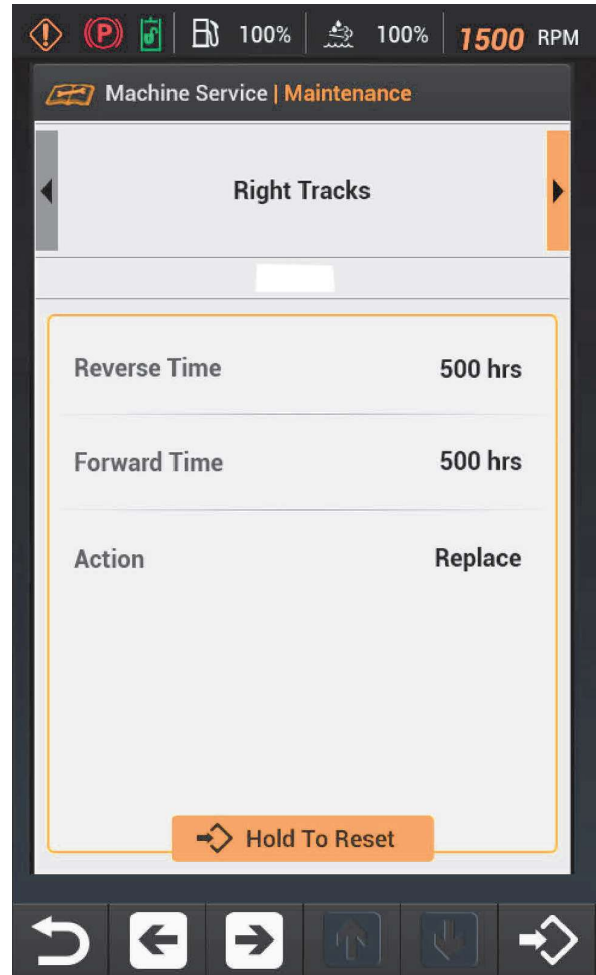 P 100% 100% 1500 RPM
Machine Service | Maintenance
Right Tracks
Reverse Time 500 hrs
Forward Time 500 hrs
Action Replace
Hold To Reset